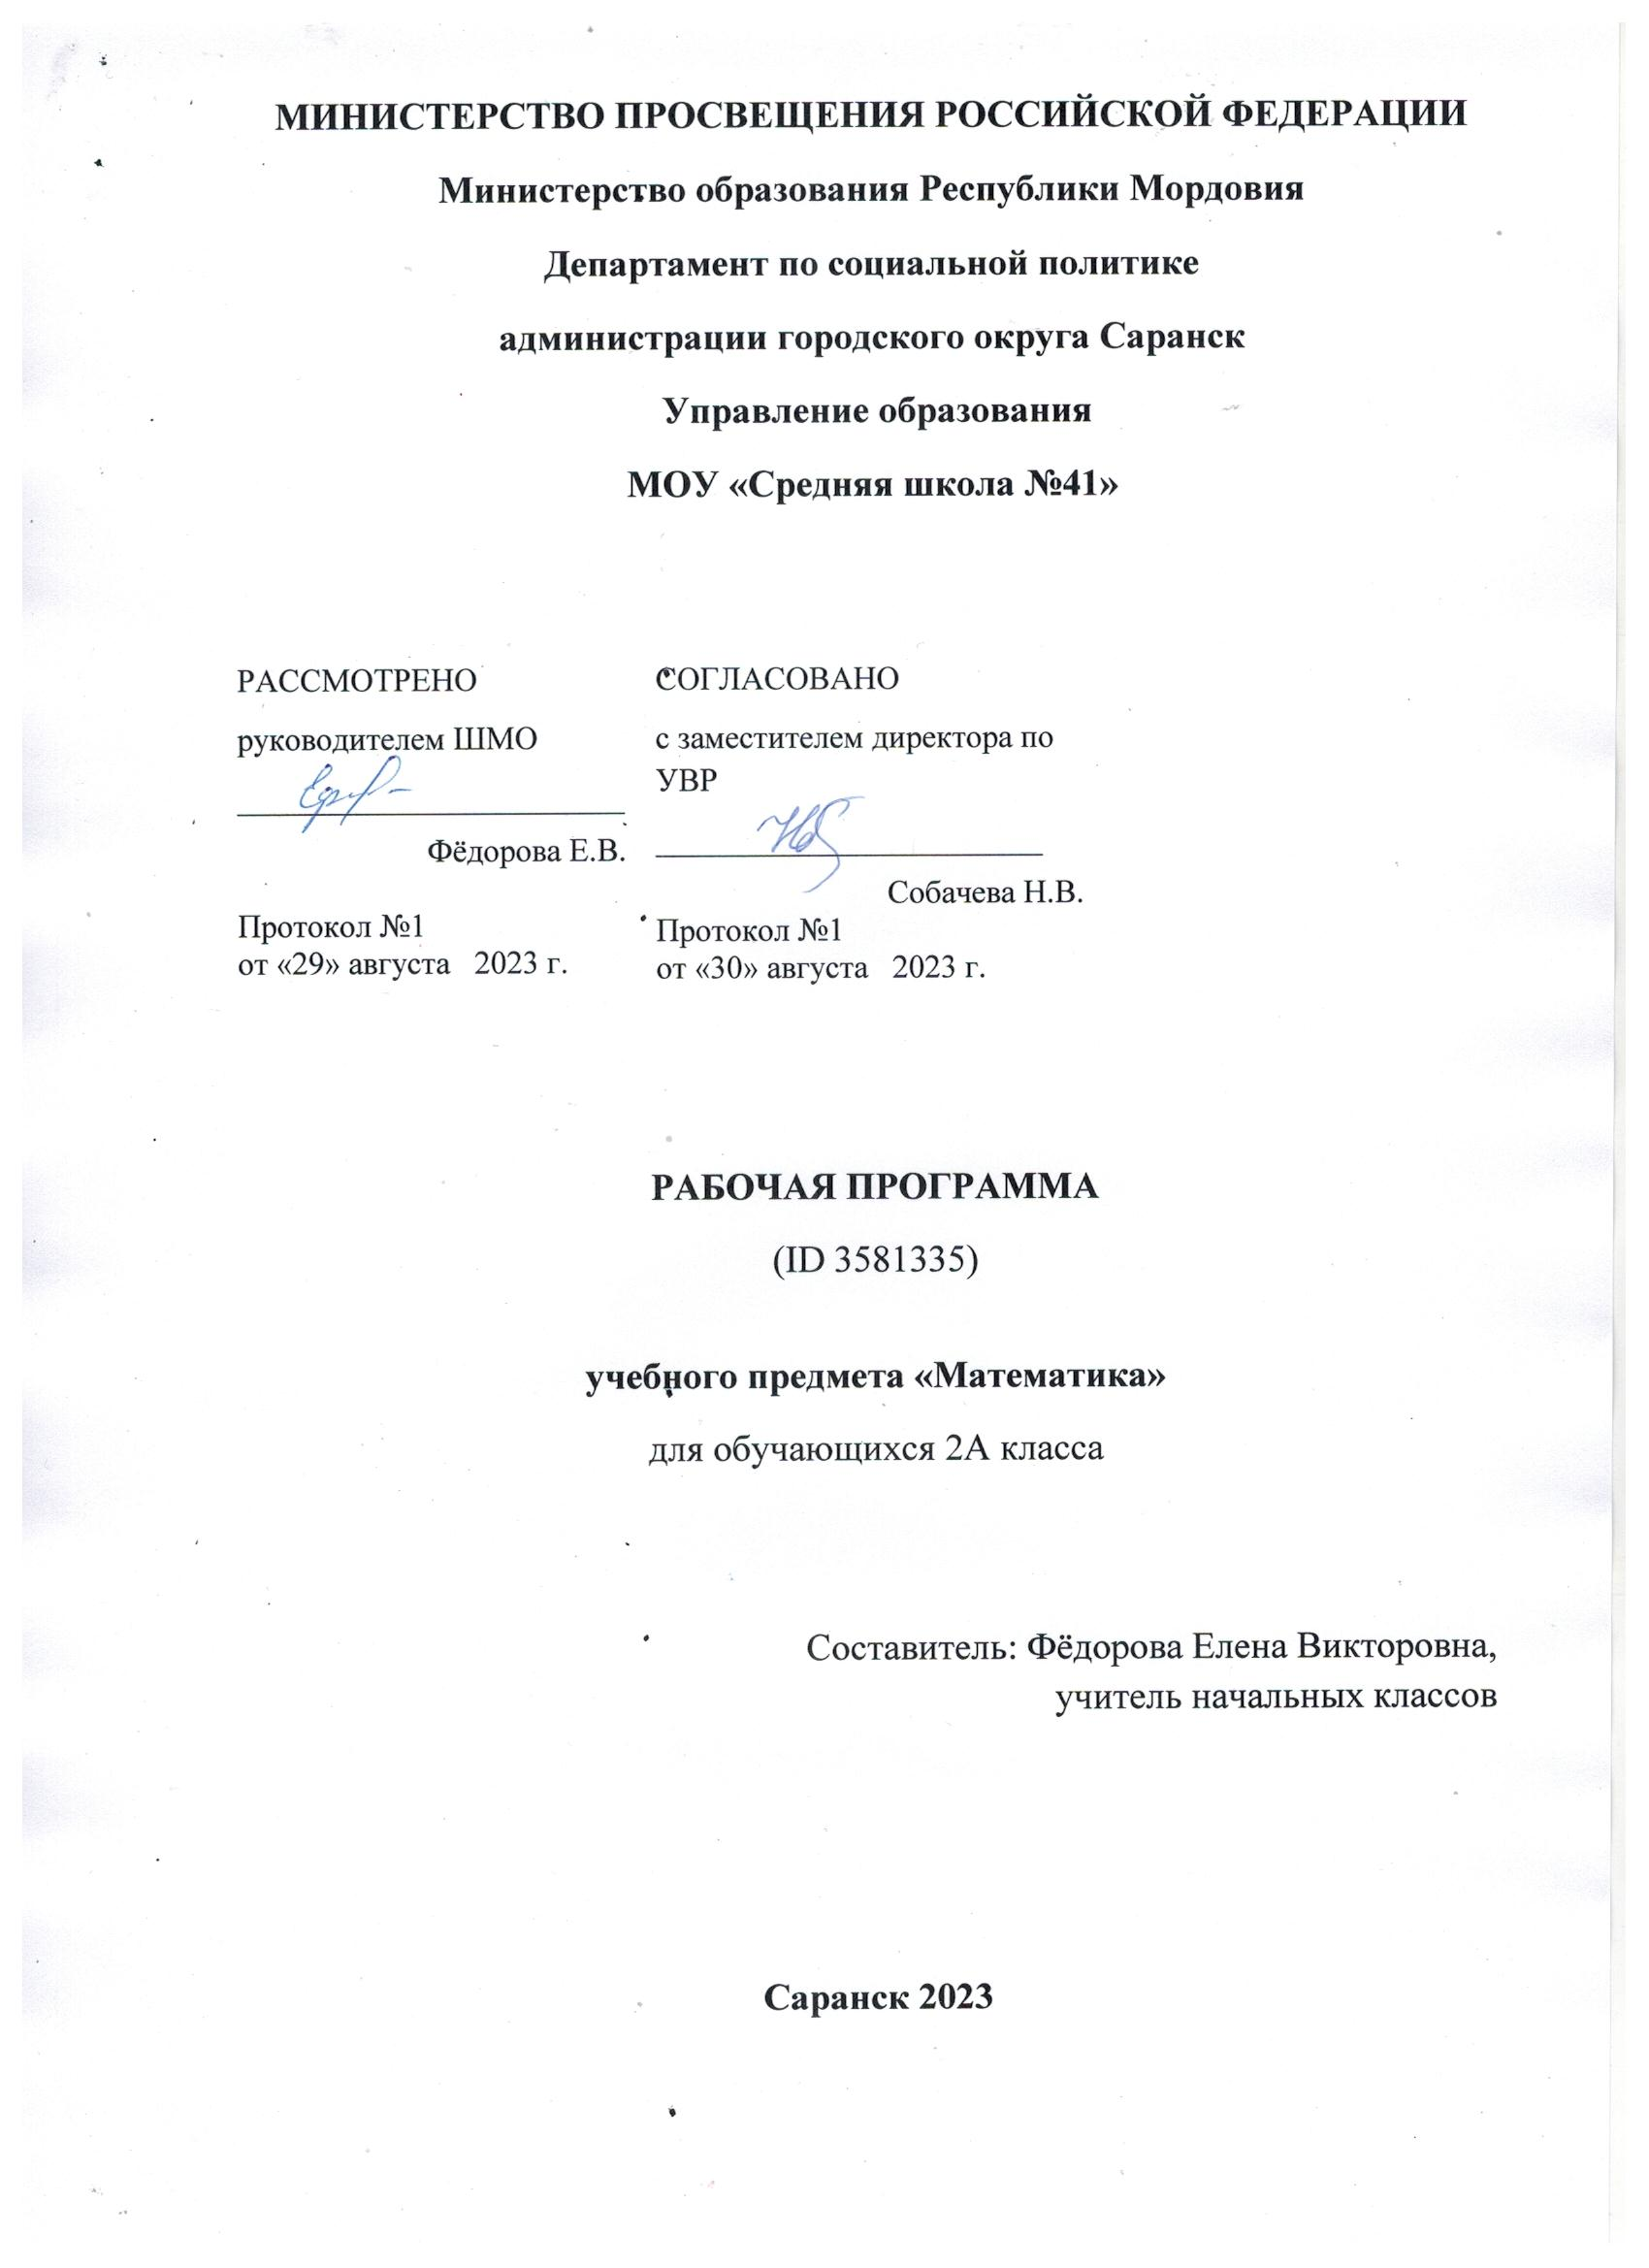 МИНИСТЕРСТВО ПРОСВЕЩЕНИЯ РОССИЙСКОЙ ФЕДЕРАЦИИ
Министерство образования Республики Мордовия
Департамент по социальной политике
администрации городского округа Саранск
Управление образования
МОУ «Средняя школа №41»
РАССМОТРЕНО
руководителем ШМО
Фёдорова Е.В.
Протокол №1
от «29» августа 2023 г.
СОГЛАСОВАНО
с заместителем директора по
УВР
Собачева Н.В.
Протокол №1
от «30» августа 2023 г.
РАБОЧАЯ ПРОГРАММА
(ID 3581335)
учебного предмета «Математика»
для обучающихся 2А класса
Составитель: Фёдорова Елена Викторовна,
учитель начальных классов
Саранск 2023